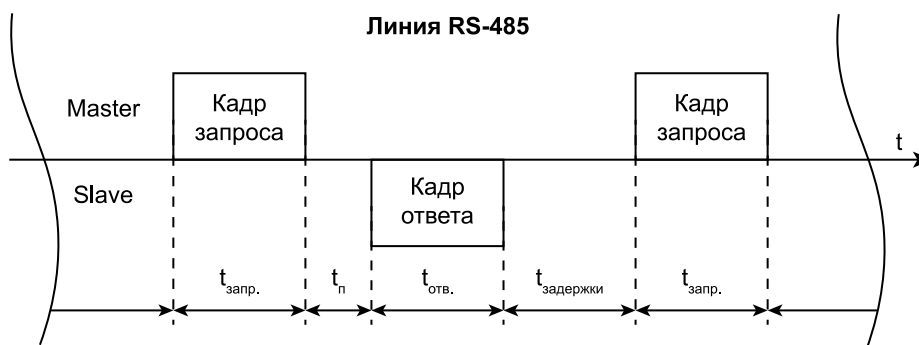 Линия RS-485
Master
Кадр
запроса
Кадр
запроса
t
Slave
Кадр
ответа
tзапр.
tп
tотв.
tзадержки
tзапр.